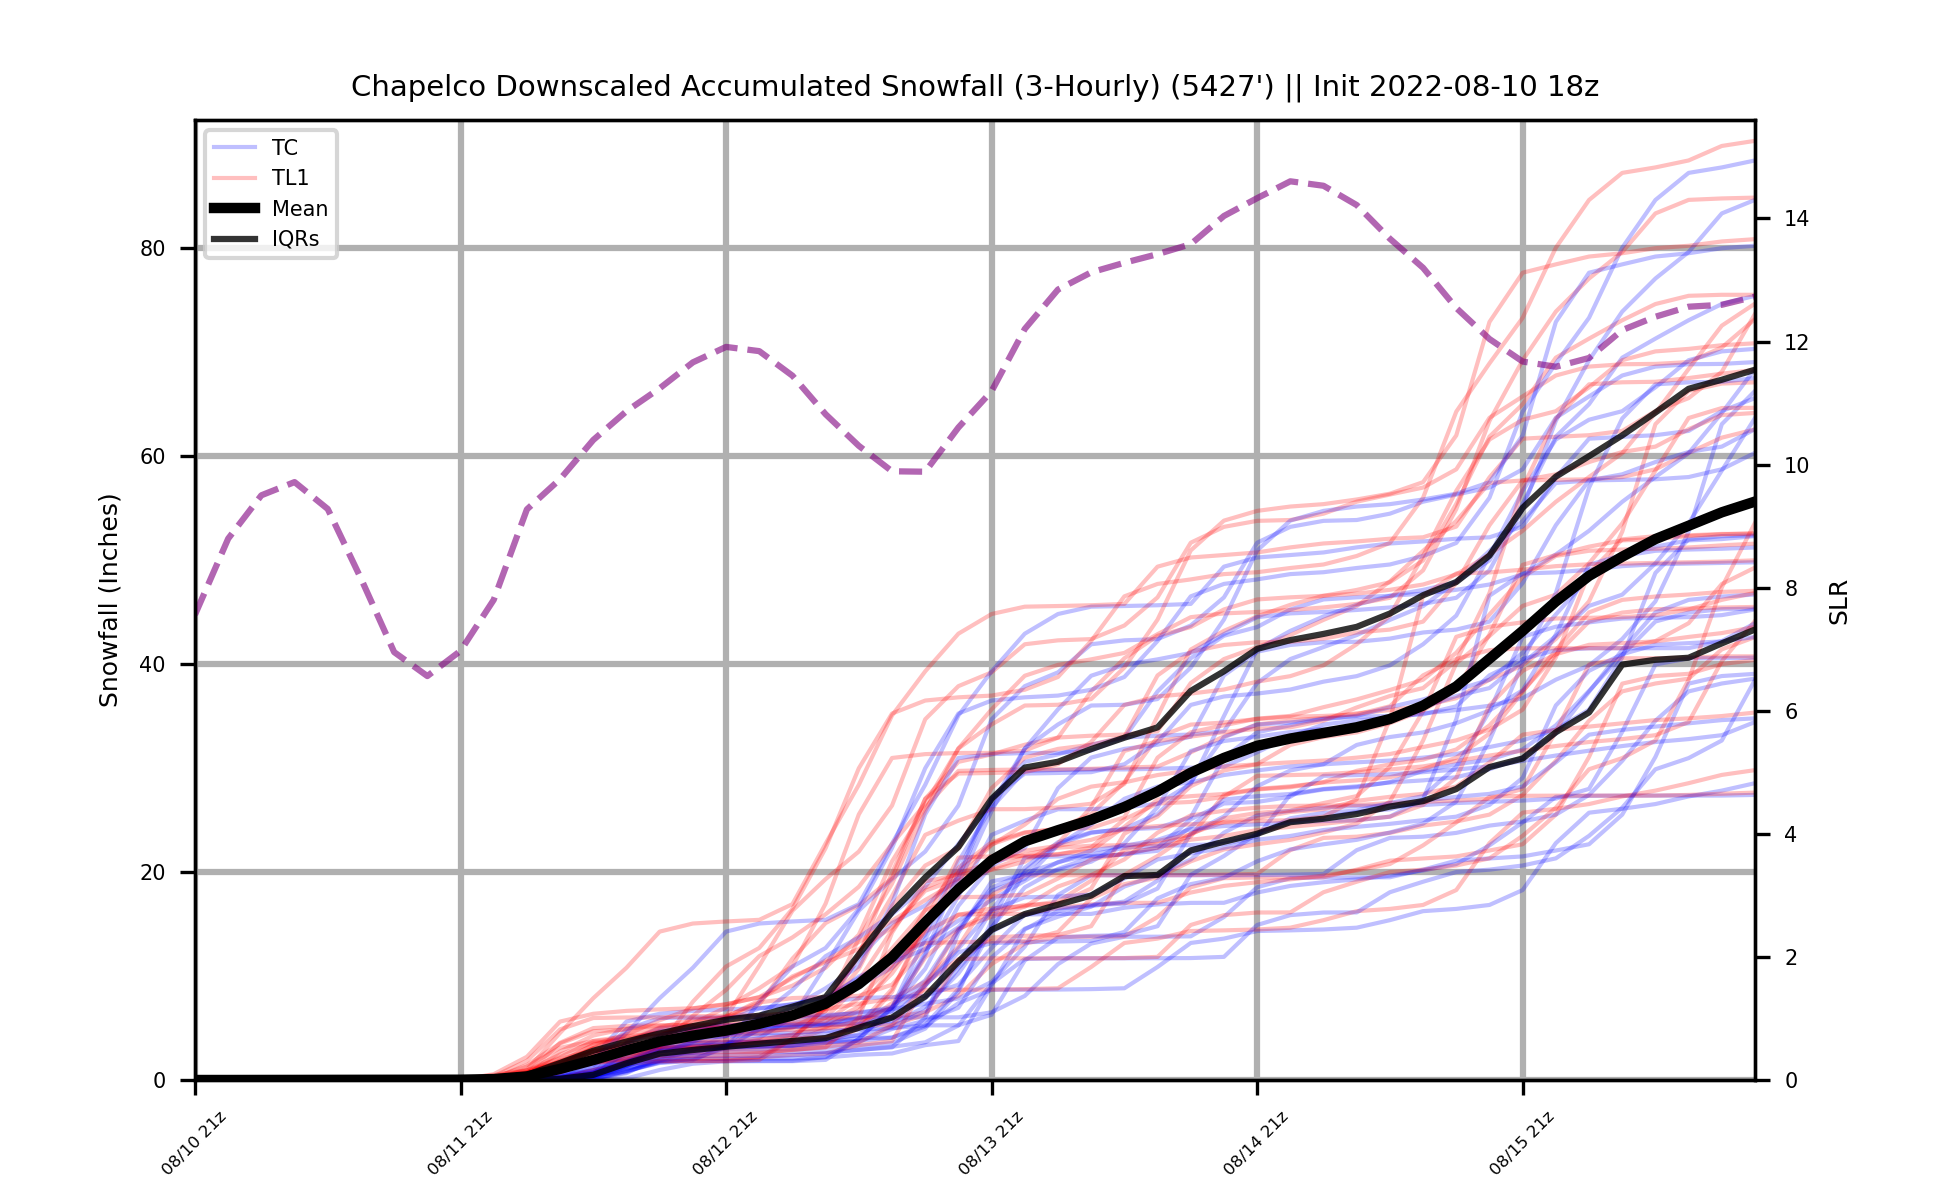 Chapelco Downscaled Accumulated Snowfall (3-Hourly) (5427') || Init 2022-08-10 18z
TC
TL1
Mean
IQRs
Snowfall (Inches)
80
60
40
20
0
14
12
10
8
6
4
2
0
SLR
08/10 21z
08/11 21z
08/12 21z
08/13 21z
08/14 21z
08/15 21z